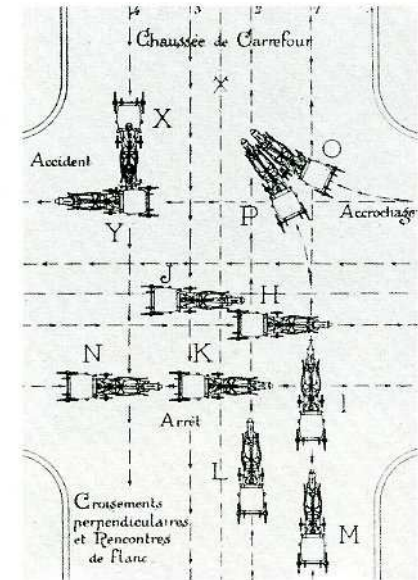 4 3 2 1
Chaussée de Carrefour
X
X
O
Accident
P
Accrochage
Y
J
H
N
K
I
Arrêt
L
M
Croisements
perpendiculaires
et Rencontres
de Flanc